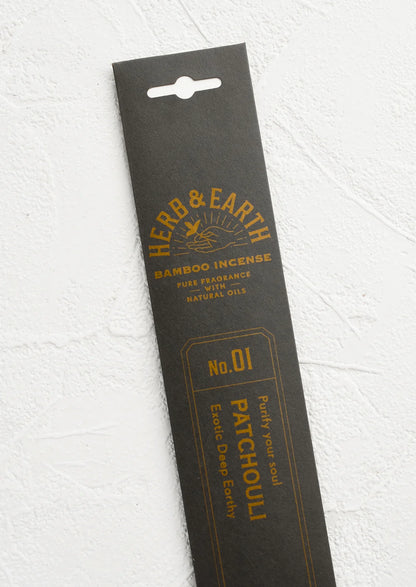 HERB & EARTH
BAMBOO INCENSE
PURE FRAGRANCE
WITH
NATURAL OILS
No.01
Purify your soul
PATCHOULI
Exotic Deep Earthy